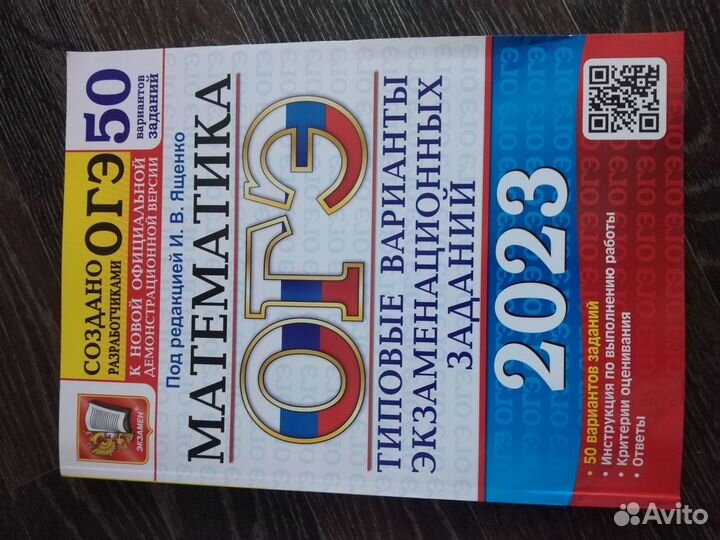 СОЗДАНО
РАЗРАБОТЧИКАМИ
ОГЭ
50
вариантов
заданий
К НОВОЙ ОФИЦИАЛЬНОЙ
ДЕМОНСТРАЦИОННОЙ ВЕРСИИ
ЭКЗАМЕН®
Под редакцией И. В. Ященко
МАТЕМАТИКА
ОГЭ
ТИПОВЫЕ ВАРИАНТЫ
ЭКЗАМЕНАЦИОННЫХ
ЗАДАНИЙ
2023
• 50 вариантов заданий
• Инструкция по выполнению работы
• Критерии оценивания
• Ответы
Avito